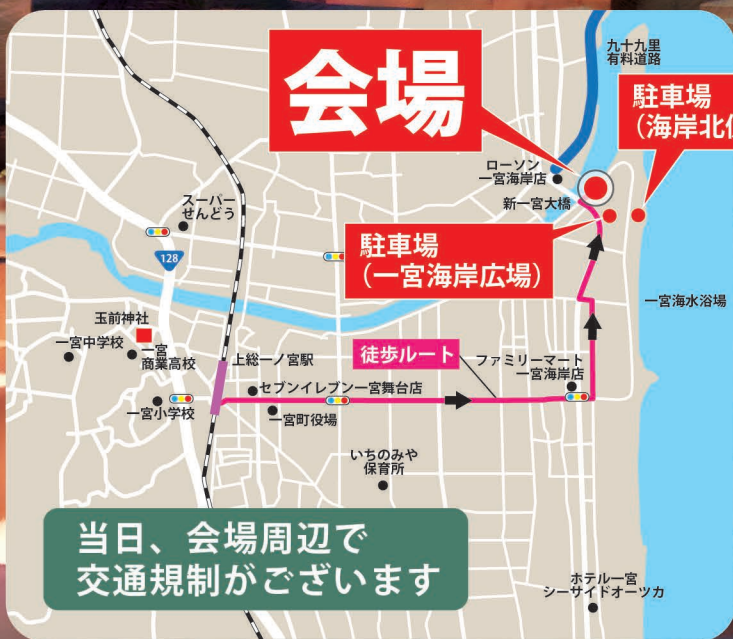 会場
九十九里
有料道路
駐車場
(海岸北
ローソン
一宮海岸店
新一宮大橋
スーパー
せんどう
128
駐車場
(一宮海岸広場)
一宮海水浴場
玉前神社
一宮中学校
一宮
商業高校
上総一ノ宮駅
徒歩ルート
ファミリーマート
一宮海岸店
セブンイレブン一宮舞台店
一宮小学校
一宮町役場
いちのみや
保育所
当日、会場周辺で
交通規制がございます
ホテル一宮
シーサイドオーツカ